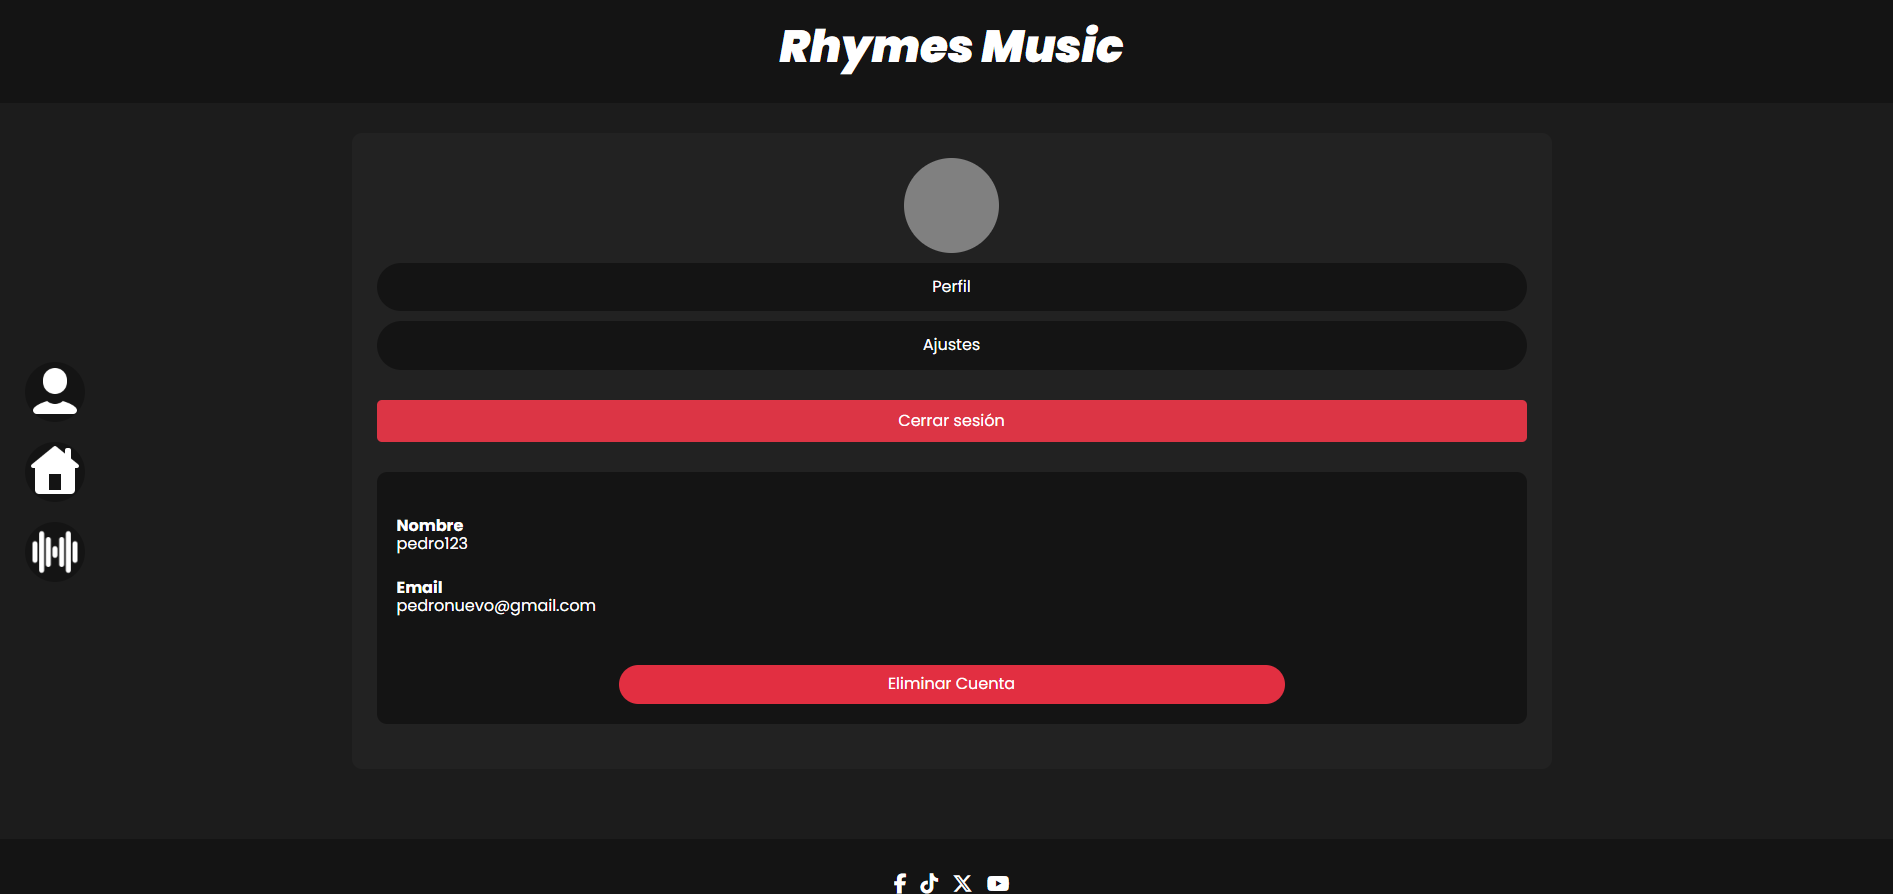 Rhymes Music
Perfil
Ajustes
Cerrar sesión
Nombre
pedro123
Email
pedronuevo@gmail.com
Eliminar Cuenta